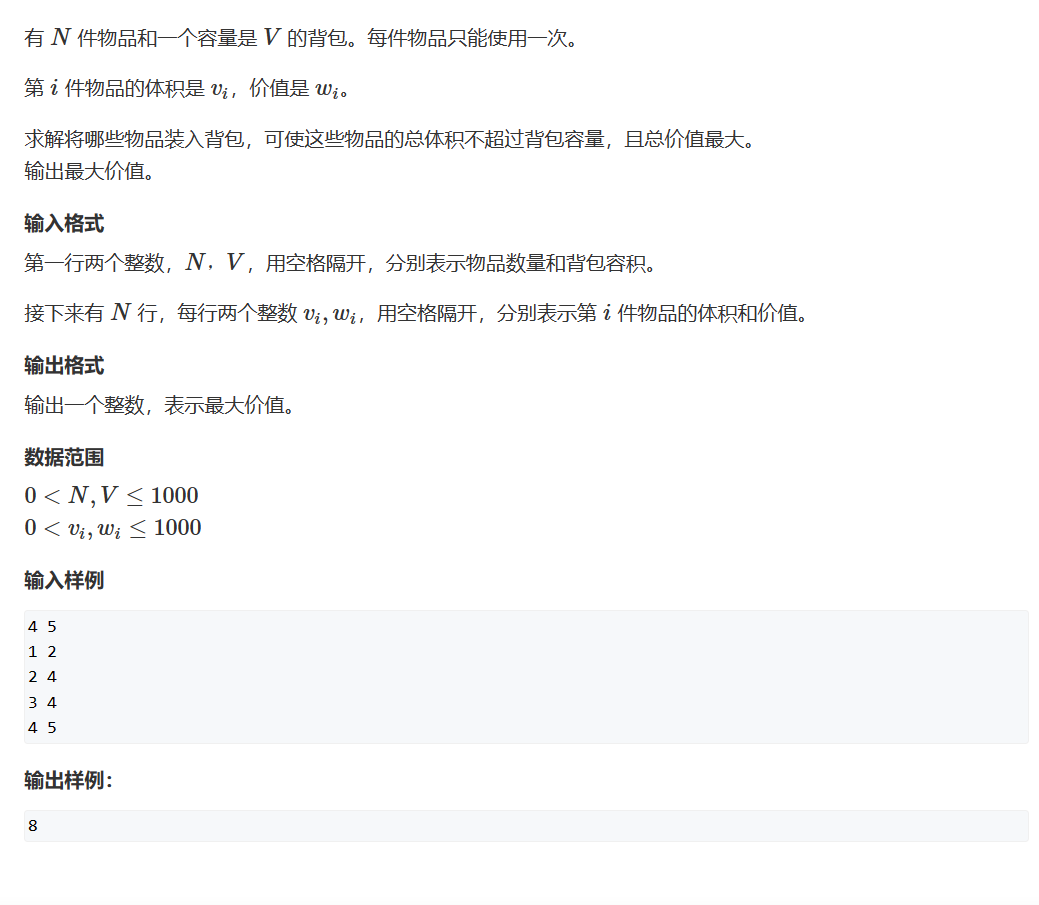 有 N 件物品和一个容量是 V 的背包。每件物品只能使用一次。
第 i 件物品的体积是 vᵢ，价值是 wᵢ。
求解将哪些物品装入背包，可使这些物品的总体积不超过背包容量，且总价值最大。
输出最大价值。
输入格式
第一行两个整数，N，V，用空格隔开，分别表示物品数量和背包容积。
接下来有 N 行，每行两个整数 vᵢ, wᵢ，用空格隔开，分别表示第 i 件物品的体积和价值。
输出格式
输出一个整数，表示最大价值。
数据范围
0 < N, V ≤ 1000
0 < vᵢ, wᵢ ≤ 1000
输入样例
4 5
1 2
2 4
3 4
4 5
输出样例：
8